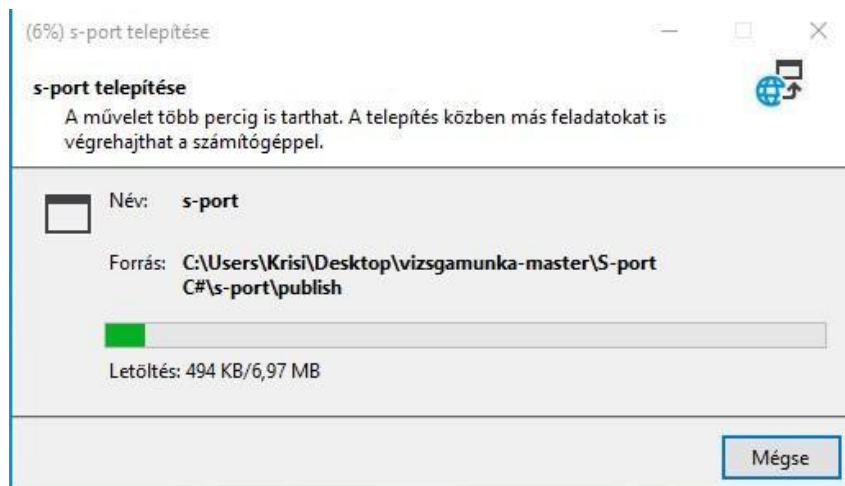 (6%) s-port telepítése
s-port telepítése
A művelet több percig is tarthat. A telepítés közben más feladatokat is
végrehajthat a számítógéppel.
Név: s-port
Forrás: C:\Users\Krisi\Desktop\vizsgamunka-master\S-port
C#\s-port\publish
Letöltés: 494 KB/6,97 MB
Mégse